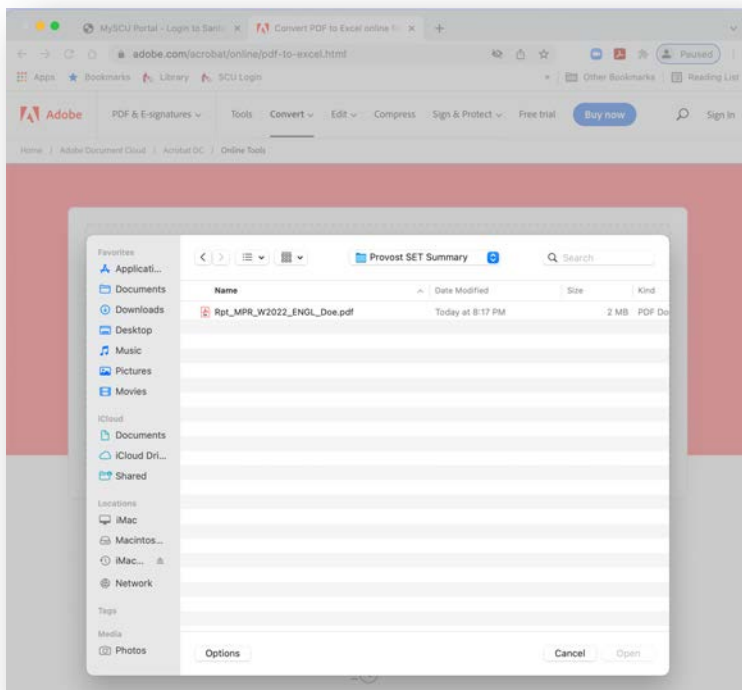 MySCU Portal - Login to Santa
Convert PDF to Excel online f
adobe.com/acrobat/online/pdf-to-excel.html
Paused
Apps
Bookmarks
Library
SCU Login
»
Other Bookmarks
Reading List
Adobe
PDF & E-signatures
Tools
Convert
Edit
Compress
Sign & Protect
Free trial
Buy now
Sign In
Home / Adobe Document Cloud / Acrobat DC / Online Tools
Favorites
Applicati...
Documents
Downloads
Desktop
Music
Pictures
Movies
iCloud
Documents
iCloud Dri...
Shared
Locations
iMac
Macintos...
iMac...
Network
Tags
Media
Photos
Provost SET Summary
Search
Name
Date Modified
Size
Kind
Rpt_MPR_W2022_ENGL_Doe.pdf
Today at 8:17 PM
2 MB
PDF Do
Options
Cancel
Open